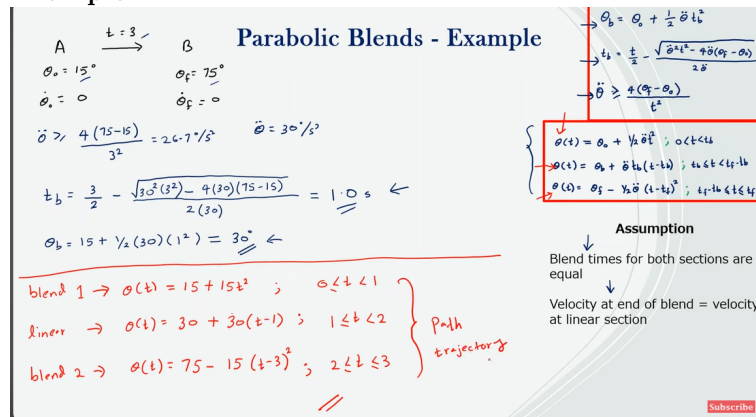 Parabolic Blends - Example
t = 3
A → B
θ₀ = 15° θf = 75°
θ̇₀ = 0 θ̇f = 0
θ̈ ≥ 4(75-15) / 3² = 26.7°/s² θ̈ = 30°/s²
tb = 3/2 - √(30²(3²) - 4(30)(75-15)) / 2(30) = 1.0 s ←
θb = 15 + 1/2 (30)(1²) = 30° ←
blend 1 → θ(t) = 15 + 15t² ; 0 ≤ t < 1
linear → θ(t) = 30 + 30(t-1) ; 1 ≤ t < 2
blend 2 → θ(t) = 75 - 15 (t-3)² ; 2 ≤ t ≤ 3
Path
trajectory
→ θb = θ₀ + 1/2 θ̈ tb²
→ tb = t/2 - √(θ̈²t² - 4θ̈(θf - θ₀)) / 2θ̈
→ θ̈ ≥ 4(θf - θ₀) / t²
θ(t) = θ₀ + 1/2 θ̈t² ; 0 ≤ t < tb
→ θ(t) = θb + θ̈ tb (t-tb) ; tb ≤ t < tf-tb
→ θ(t) = θf - 1/2 θ̈ (t-tf)² ; tf-tb ≤ t ≤ tf
Assumption
Blend times for both sections are
equal
Velocity at end of blend = velocity
at linear section
Subscribe